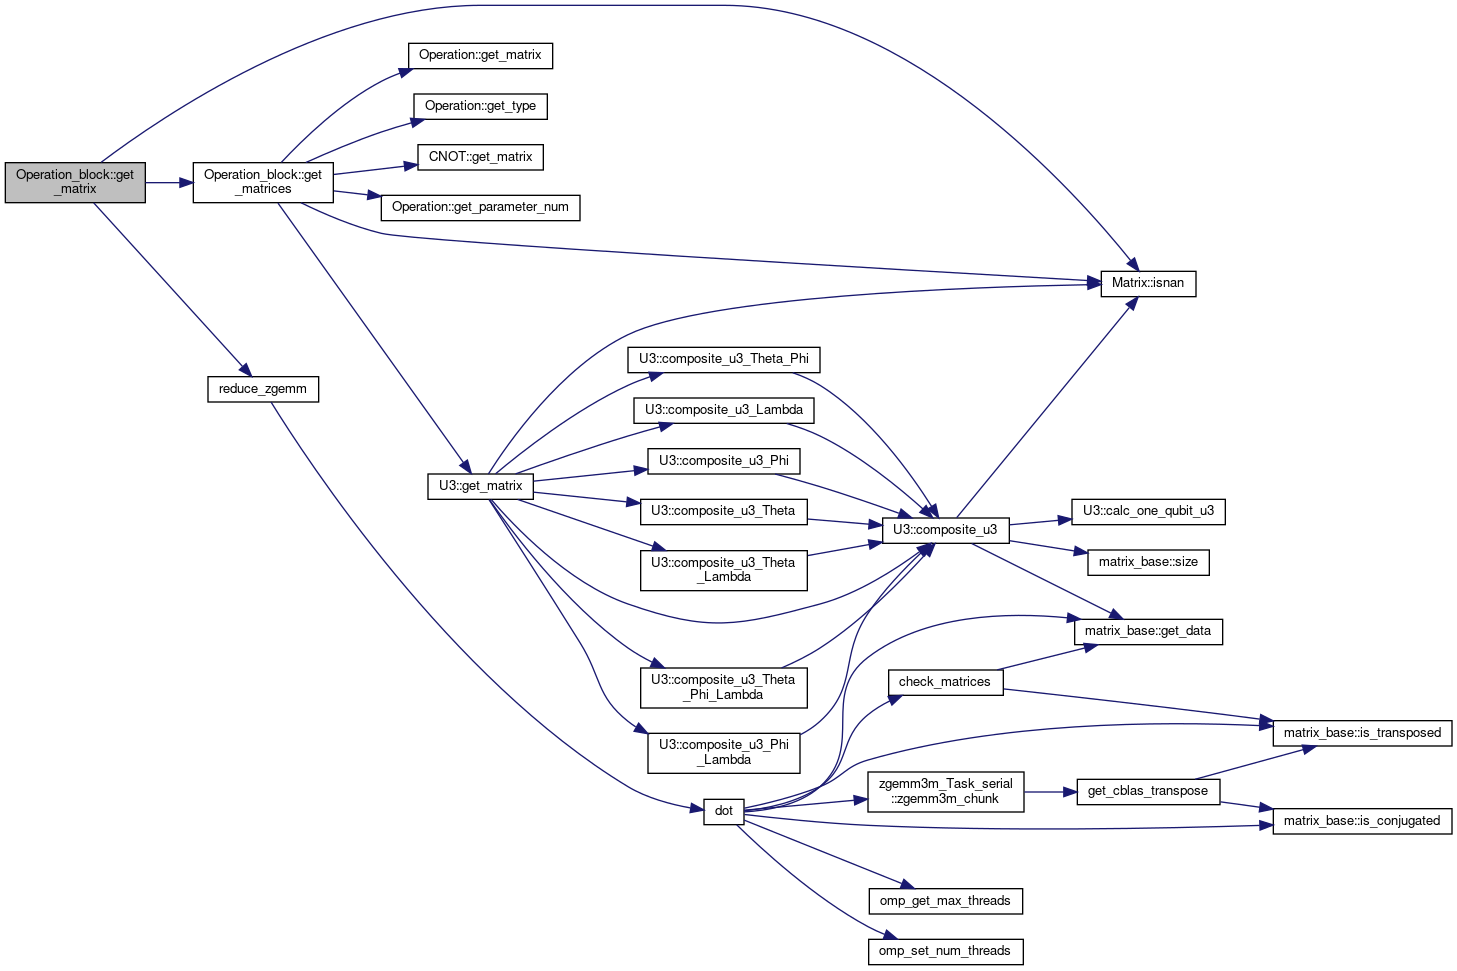 Operation_block::get
_matrix
Operation_block::get
_matrices
reduce_zgemm
Operation::get_matrix
Operation::get_type
CNOT::get_matrix
Operation::get_parameter_num
U3::get_matrix
U3::composite_u3_Theta_Phi
U3::composite_u3_Lambda
U3::composite_u3_Phi
U3::composite_u3_Theta
U3::composite_u3_Theta
_Lambda
U3::composite_u3_Theta
_Phi_Lambda
U3::composite_u3_Phi
_Lambda
dot
U3::composite_u3
check_matrices
zgemm3m_Task_serial
::zgemm3m_chunk
omp_get_max_threads
omp_set_num_threads
Matrix::isnan
U3::calc_one_qubit_u3
matrix_base::size
matrix_base::get_data
get_cblas_transpose
matrix_base::is_transposed
matrix_base::is_conjugated